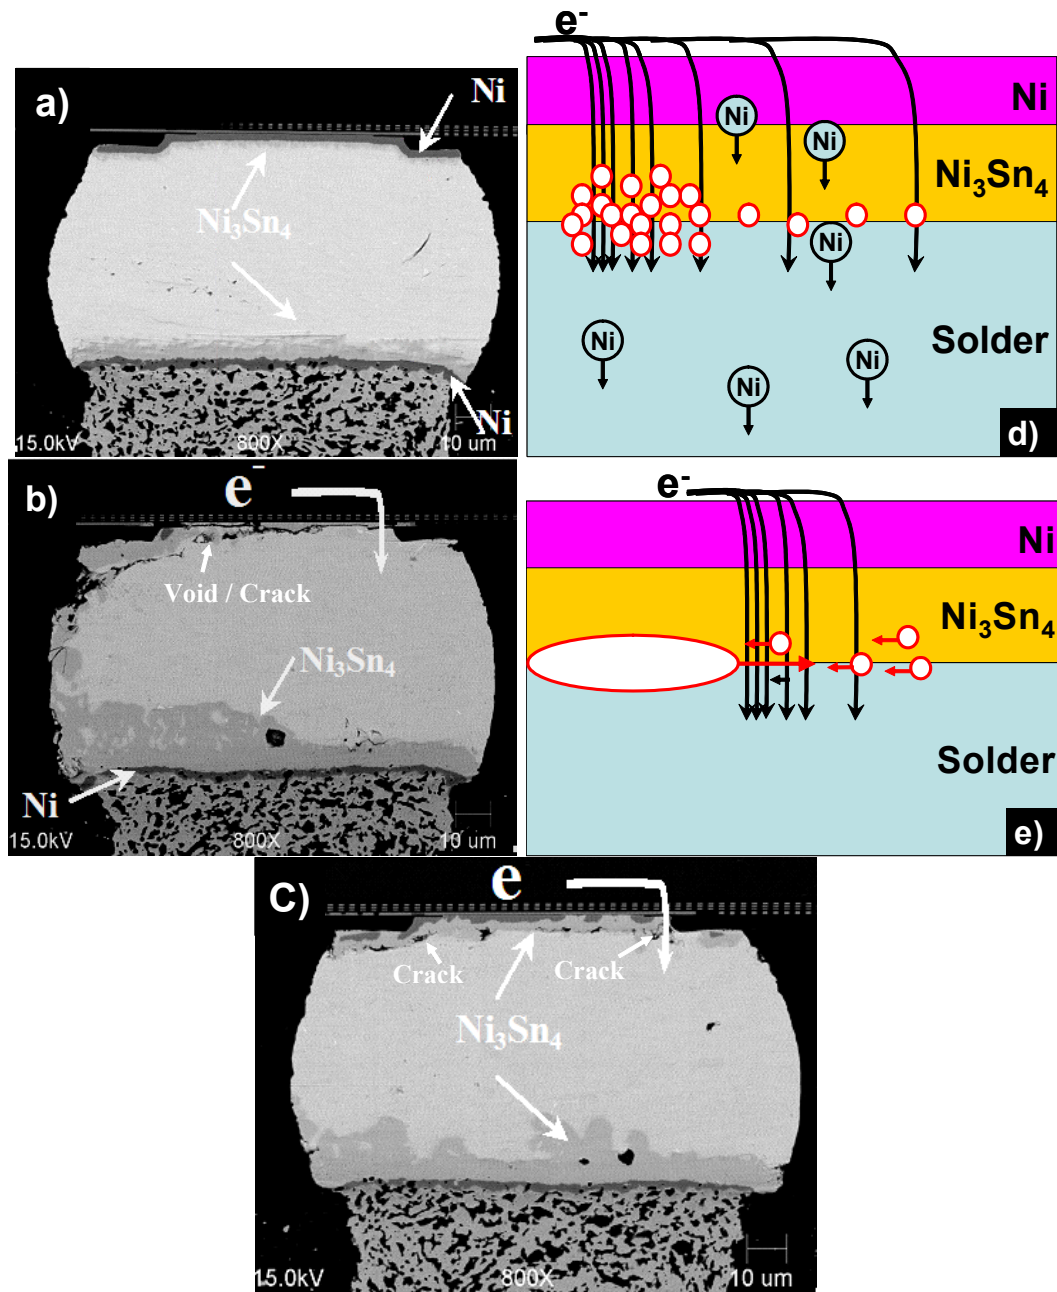 a)
Ni
Ni₃Sn₄
Ni
15.0kV 800X 10 um
e⁻
Ni
Ni
Ni
Ni₃Sn₄
Ni
Solder
Ni
Ni
Ni
d)
b)
e⁻
Void / Crack
Ni₃Sn₄
Ni
15.0kV 800X 10 um
e⁻
Ni
Ni₃Sn₄
Solder
e)
C)
e
Crack
Crack
Ni₃Sn₄
15.0kV 800X 10 um